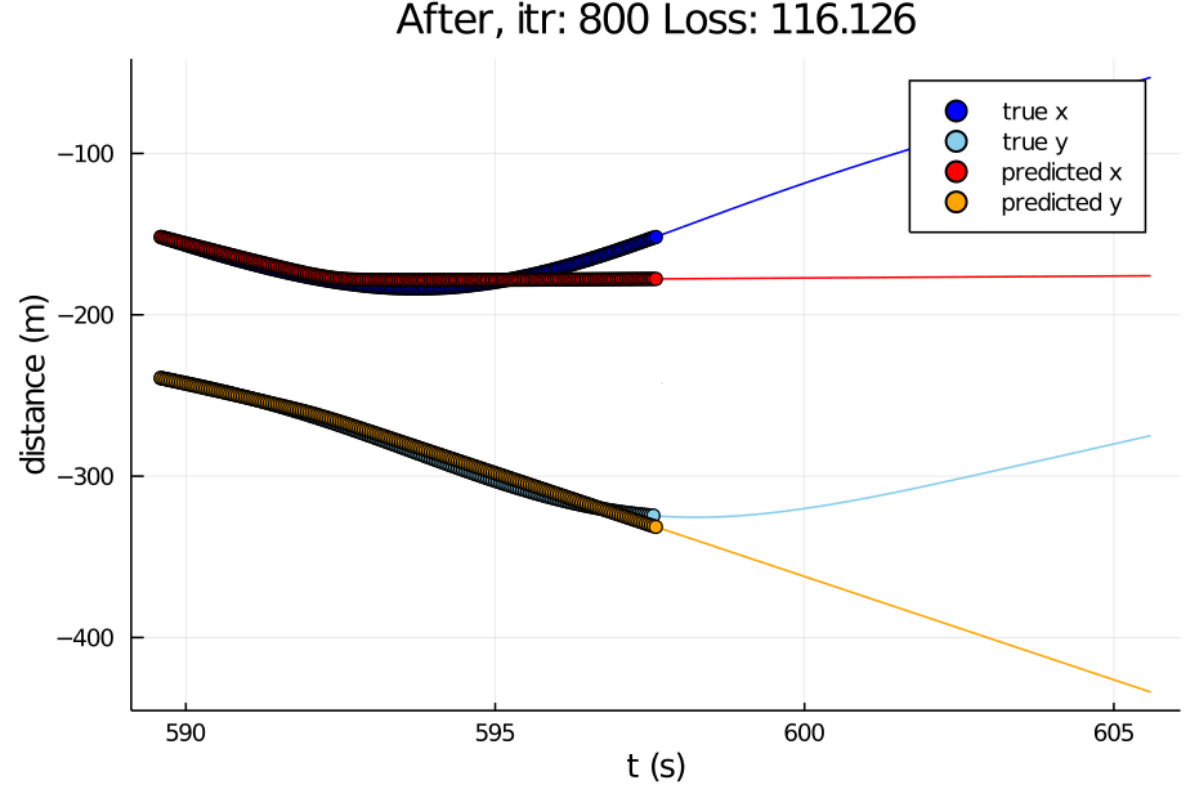 After, itr: 800 Loss: 116.126
true x
true y
predicted x
predicted y
distance (m)
−100
−200
−300
−400
590
595
600
605
t (s)